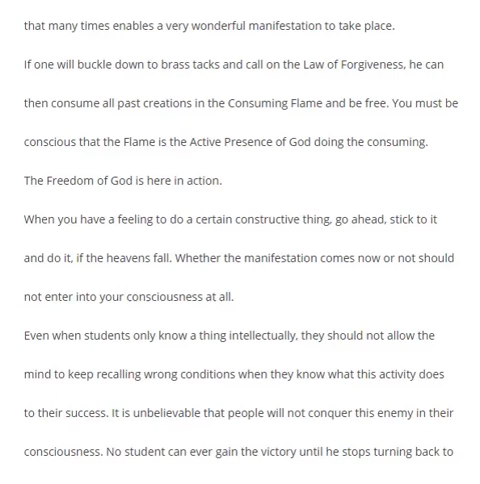 that many times enables a very wonderful manifestation to take place.
If one will buckle down to brass tacks and call on the Law of Forgiveness, he can
then consume all past creations in the Consuming Flame and be free. You must be
conscious that the Flame is the Active Presence of God doing the consuming.
The Freedom of God is here in action.
When you have a feeling to do a certain constructive thing, go ahead, stick to it
and do it, if the heavens fall. Whether the manifestation comes now or not should
not enter into your consciousness at all.
Even when students only know a thing intellectually, they should not allow the
mind to keep recalling wrong conditions when they know what this activity does
to their success. It is unbelievable that people will not conquer this enemy in their
consciousness. No student can ever gain the victory until he stops turning back to